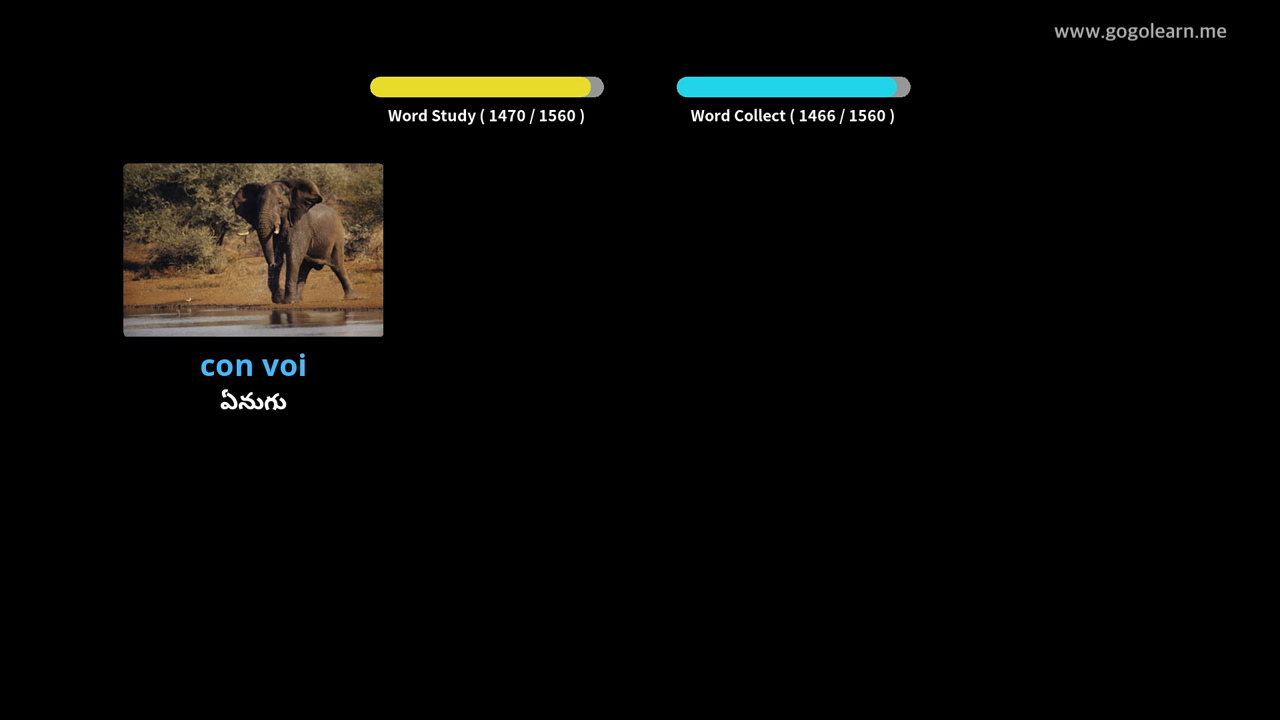 www.gogolearn.me
Word Study ( 1470 / 1560 )
Word Collect ( 1466 / 1560 )
con voi
ఏనుగు